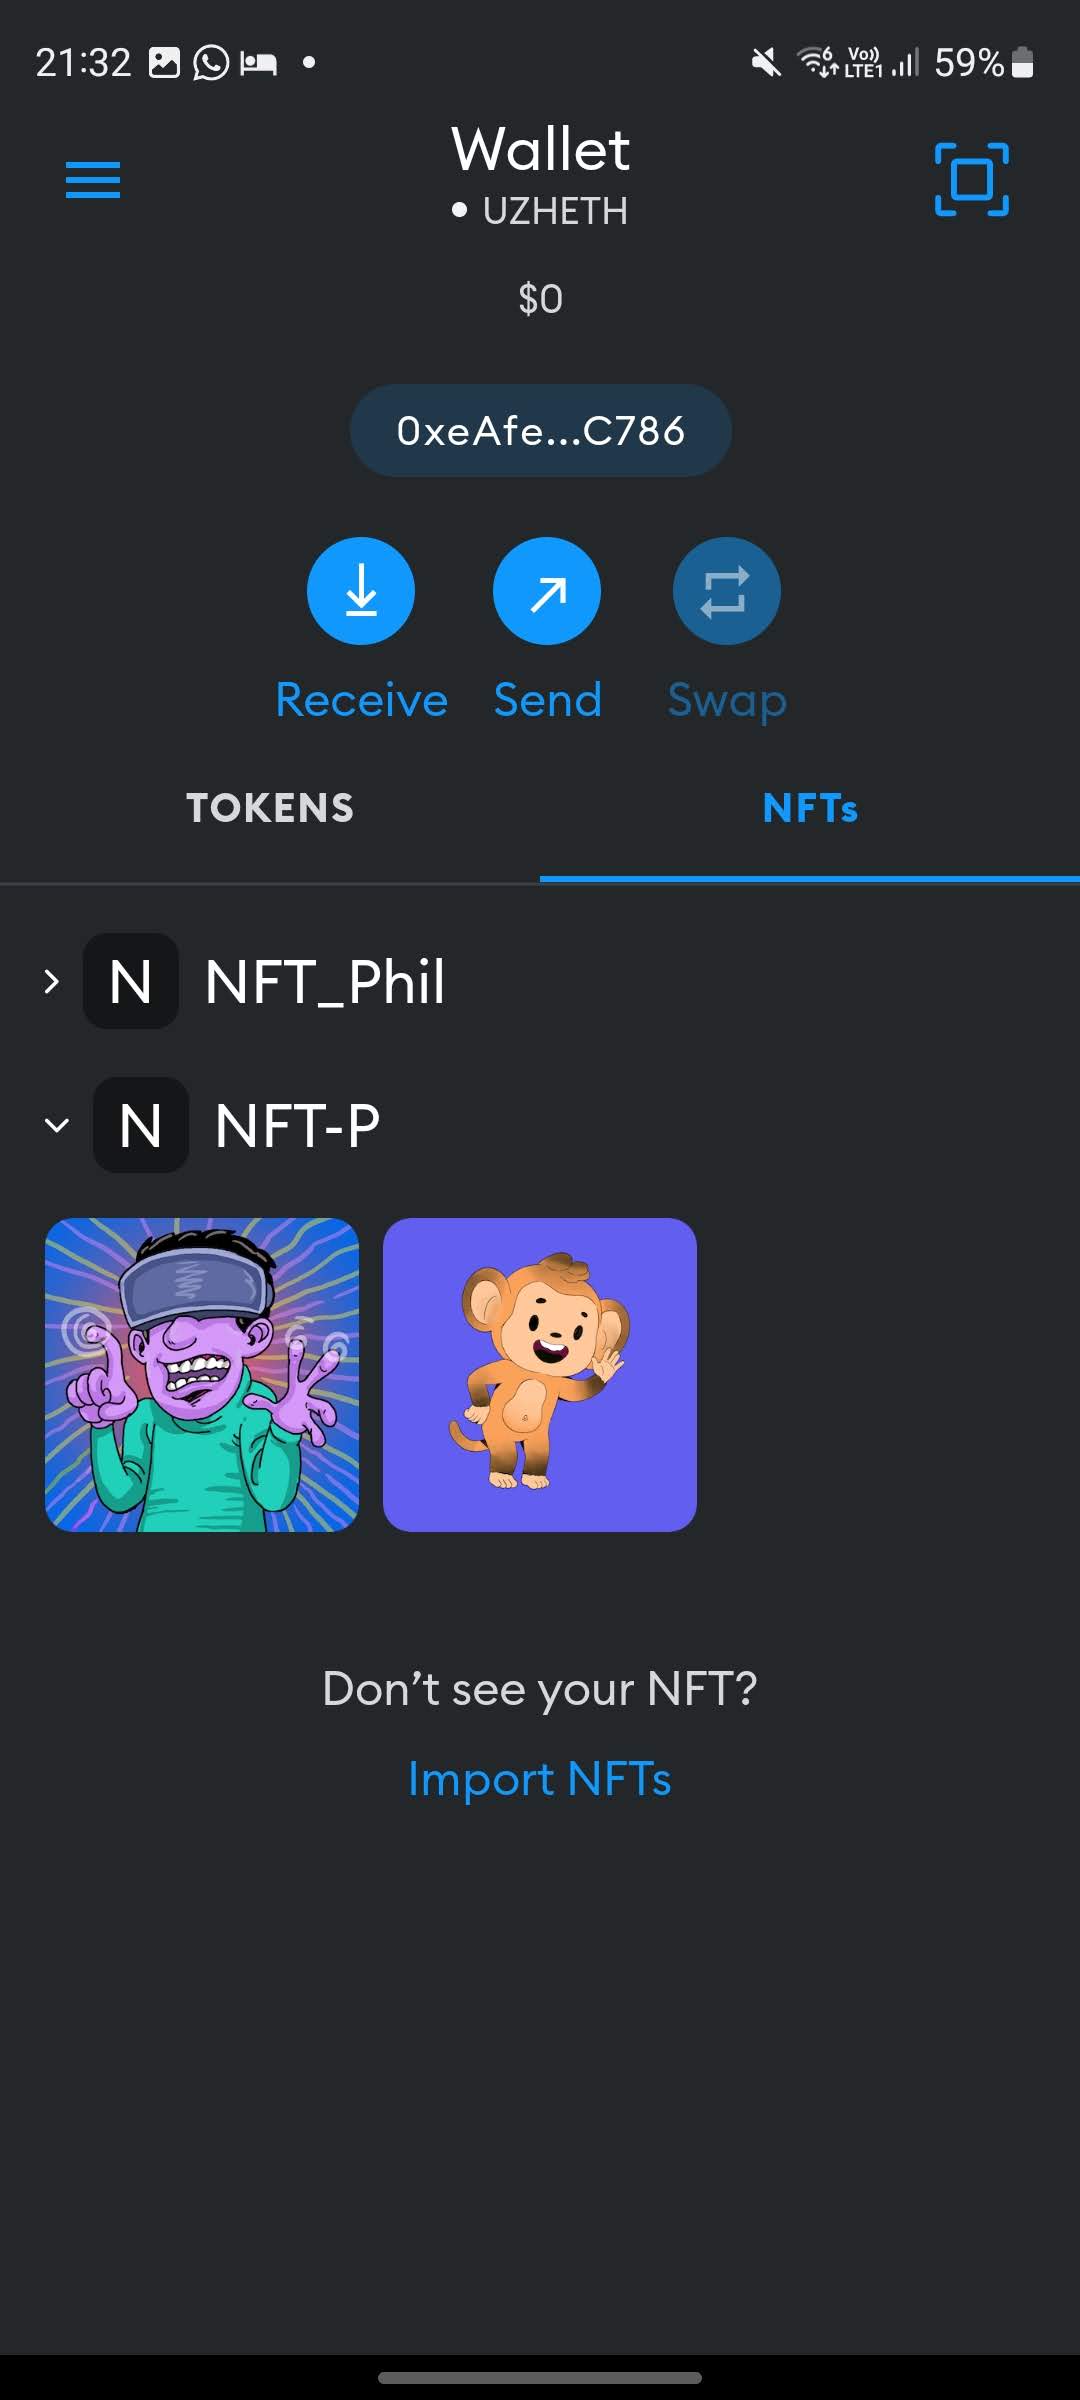 21:32
Vo))
LTE1
6
59%
Wallet
UZHETH
$0
0xeAfe...C786
Receive Send Swap
TOKENS NFTs
N NFT_Phil
N NFT-P
Don’t see your NFT?
Import NFTs